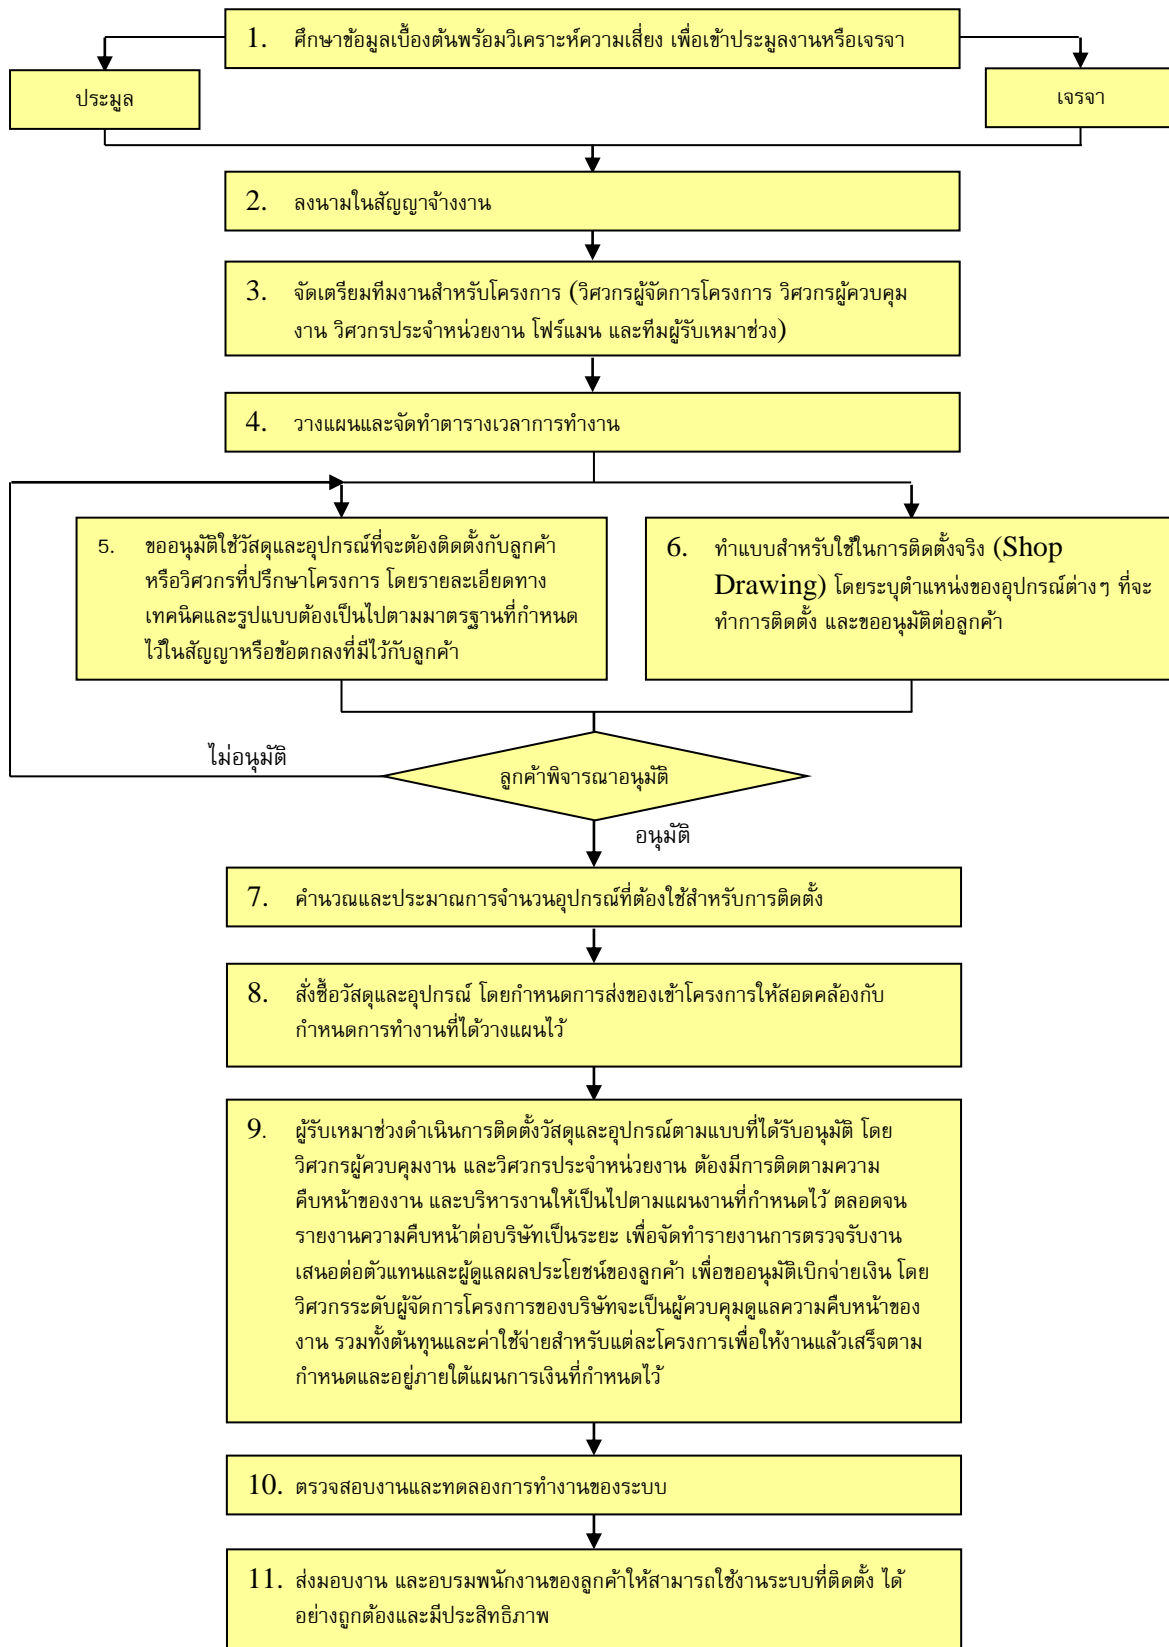 1. ศึกษาข้อมูลเบื้องต้นพร้อมวิเคราะห์ความเสี่ยง เพื่อเข้าประมูลงานหรือเจรจา
ประมูล
เจรจา
2. ลงนามในสัญญาจ้างงาน
3. จัดเตรียมทีมงานสำหรับโครงการ (วิศวกรผู้จัดการโครงการ วิศวกรผู้ควบคุม
งาน วิศวกรประจำหน่วยงาน โฟร์แมน และทีมผู้รับเหมาช่วง)
4. วางแผนและจัดทำตารางเวลาการทำงาน
5. ขออนุมัติใช้วัสดุและอุปกรณ์ที่จะต้องติดตั้งกับลูกค้า
หรือวิศวกรที่ปรึกษาโครงการ โดยรายละเอียดทาง
เทคนิคและรูปแบบต้องเป็นไปตามมาตรฐานที่กำหนด
ไว้ในสัญญาหรือข้อตกลงที่มีไว้กับลูกค้า
6. ทำแบบสำหรับใช้ในการติดตั้งจริง (Shop
Drawing) โดยระบุตำแหน่งของอุปกรณ์ต่างๆ ที่จะ
ทำการติดตั้ง และขออนุมัติต่อลูกค้า
ไม่อนุมัติ
ลูกค้าพิจารณาอนุมัติ
อนุมัติ
7. คำนวณและประมาณการจำนวนอุปกรณ์ที่ต้องใช้สำหรับการติดตั้ง
8. สั่งซื้อวัสดุและอุปกรณ์ โดยกำหนดการส่งของเข้าโครงการให้สอดคล้องกับ
กำหนดการทำงานที่ได้วางแผนไว้
9. ผู้รับเหมาช่วงดำเนินการติดตั้งวัสดุและอุปกรณ์ตามแบบที่ได้รับอนุมัติ โดย
วิศวกรผู้ควบคุมงาน และวิศวกรประจำหน่วยงาน ต้องมีการติดตามความ
คืบหน้าของงาน และบริหารงานให้เป็นไปตามแผนงานที่กำหนดไว้ ตลอดจน
รายงานความคืบหน้าต่อบริษัทเป็นระยะ เพื่อจัดทำรายงานการตรวจรับงาน
เสนอต่อตัวแทนและผู้ดูแลผลประโยชน์ของลูกค้า เพื่อขออนุมัติเบิกจ่ายเงิน โดย
วิศวกรระดับผู้จัดการโครงการของบริษัทจะเป็นผู้ควบคุมดูแลความคืบหน้าของ
งาน รวมทั้งต้นทุนและค่าใช้จ่ายสำหรับแต่ละโครงการเพื่อให้งานแล้วเสร็จตาม
กำหนดและอยู่ภายใต้แผนการเงินที่กำหนดไว้
10. ตรวจสอบงานและทดลองการทำงานของระบบ
11. ส่งมอบงาน และอบรมพนักงานของลูกค้าให้สามารถใช้งานระบบที่ติดตั้ง ได้
อย่างถูกต้องและมีประสิทธิภาพ